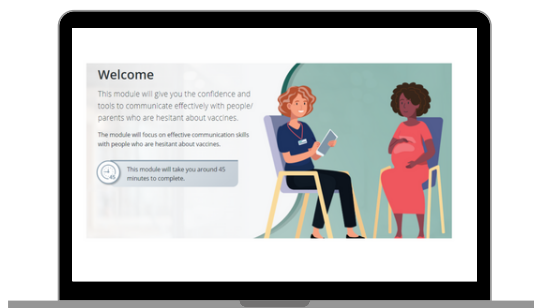 Welcome
This module will give you the confidence and
tools to communicate effectively with people/
parents who are hesitant about vaccines.
The module will focus on effective communication skills
with people who are hesitant about vaccines.
This module will take you around 45
minutes to complete.
45